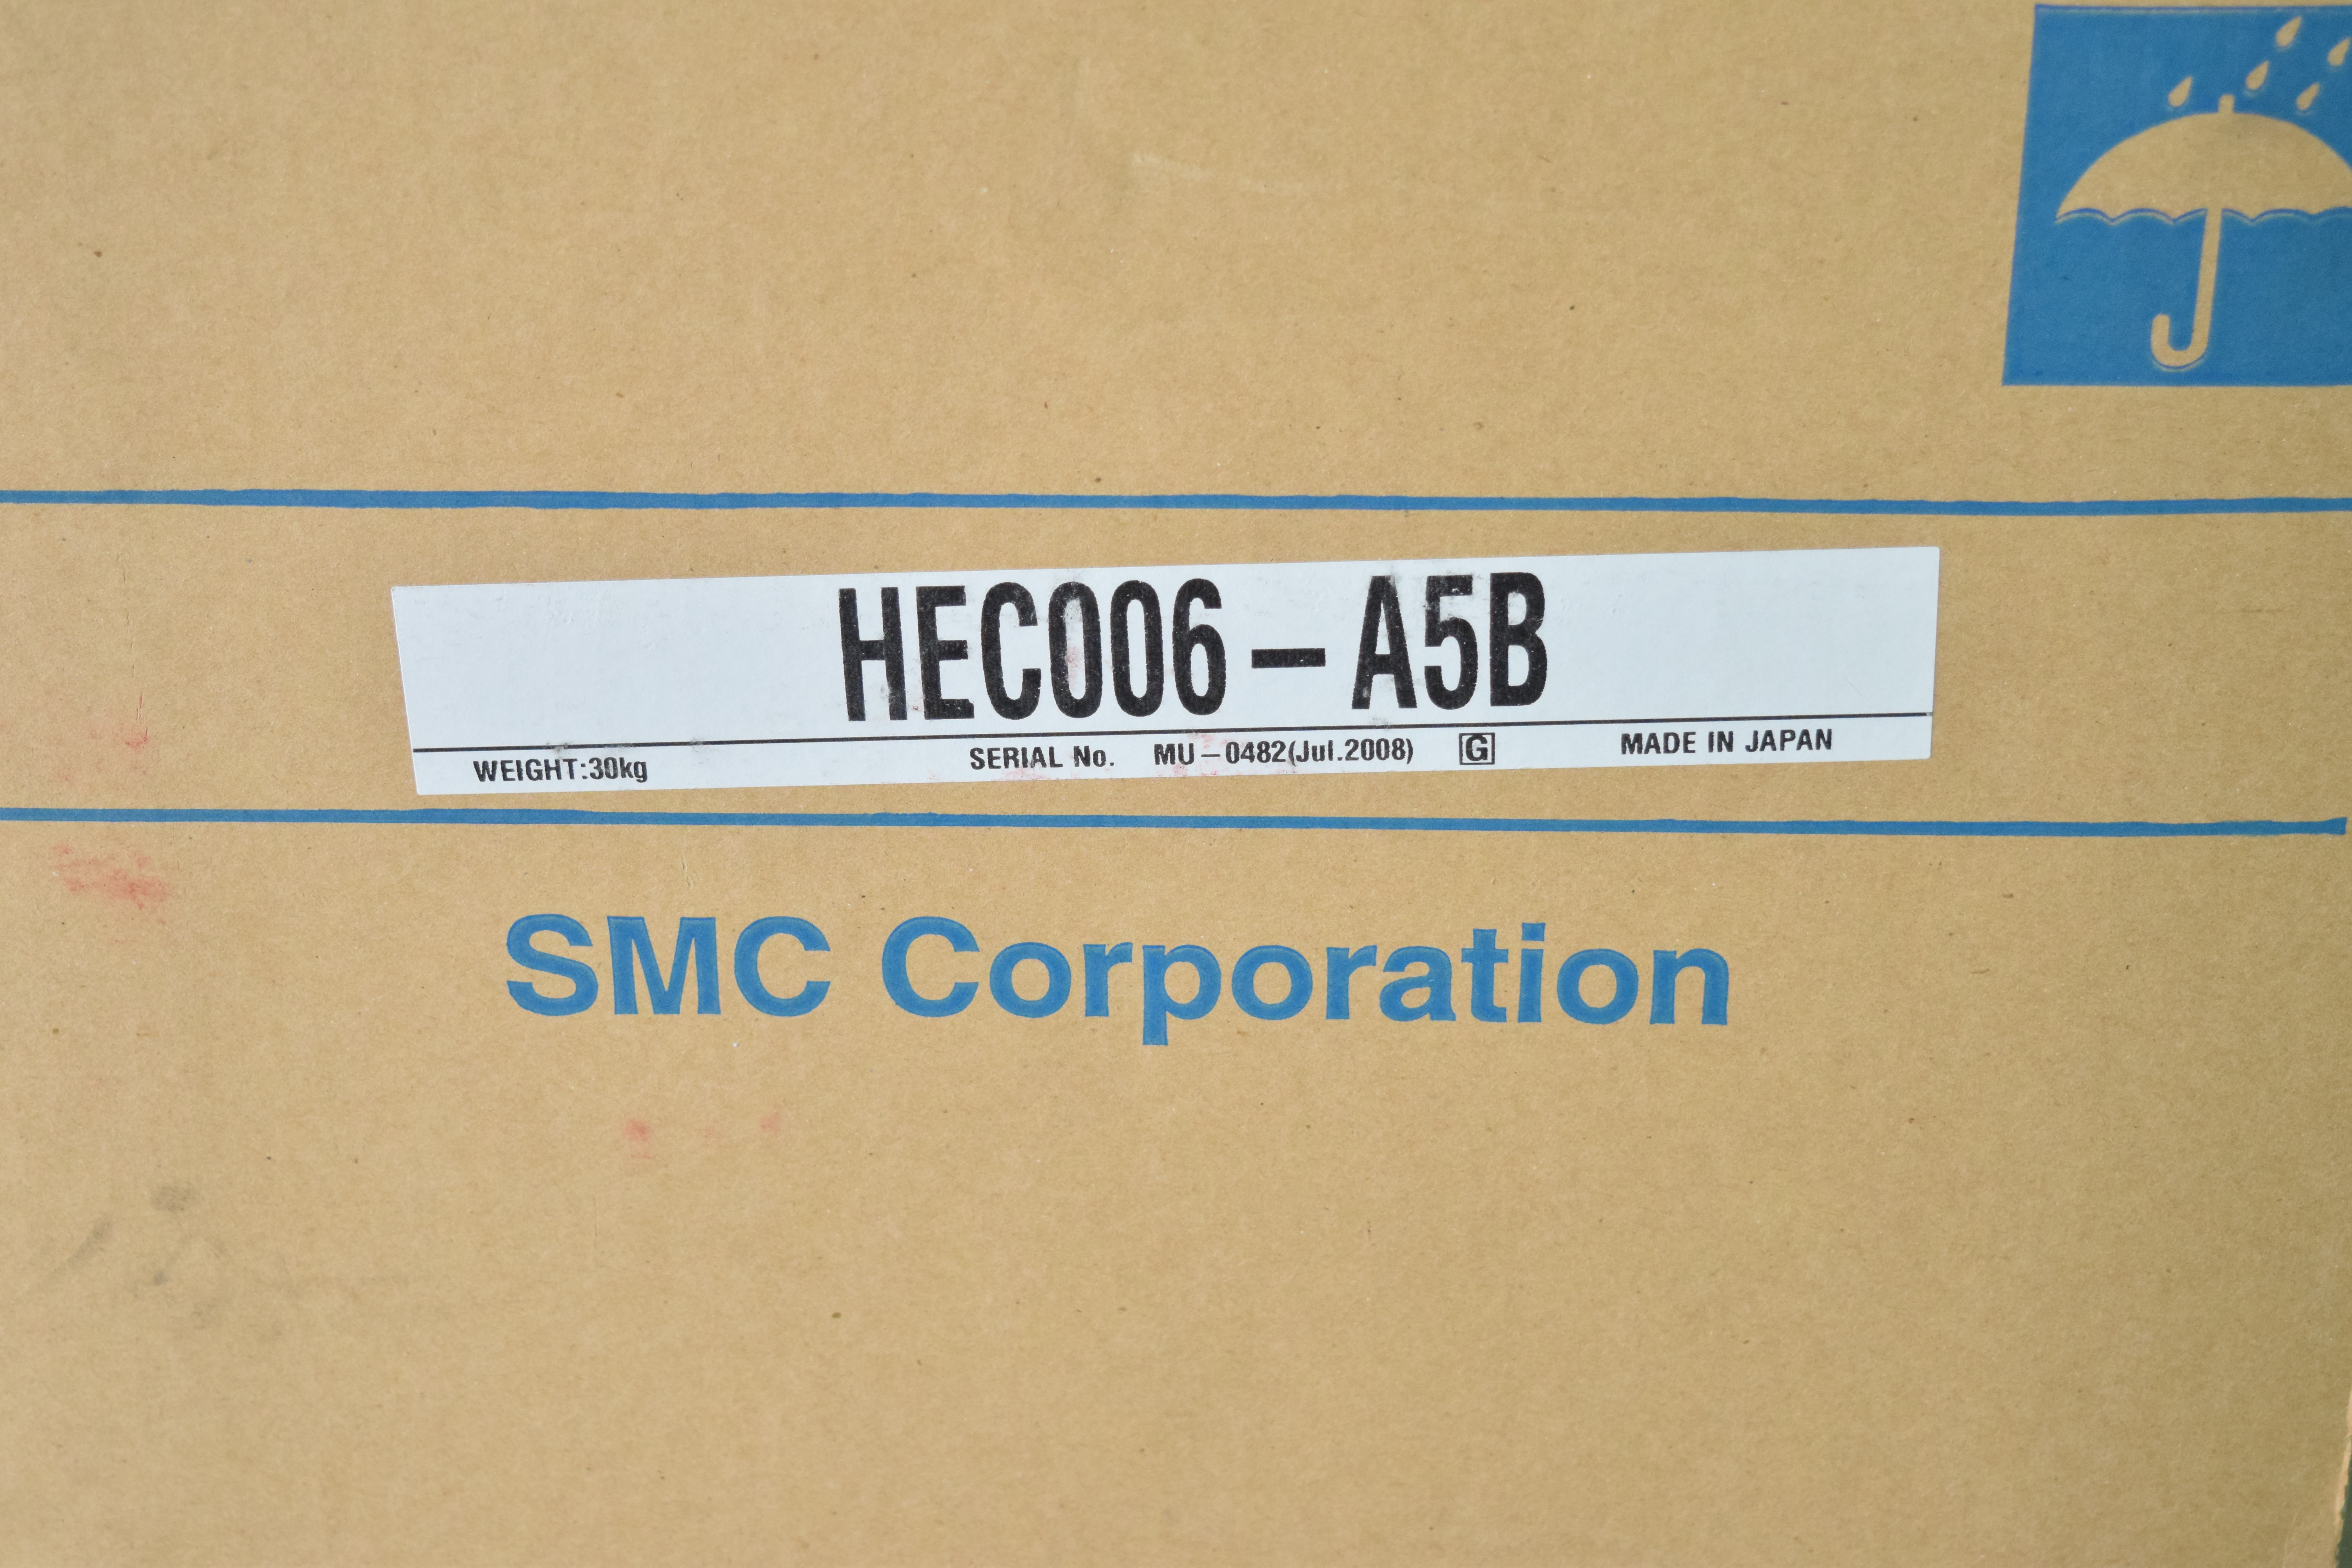 HEC006-A5B
WEIGHT:30kg SERIAL No. MU-0482(Jul.2008) G MADE IN JAPAN
SMC Corporation